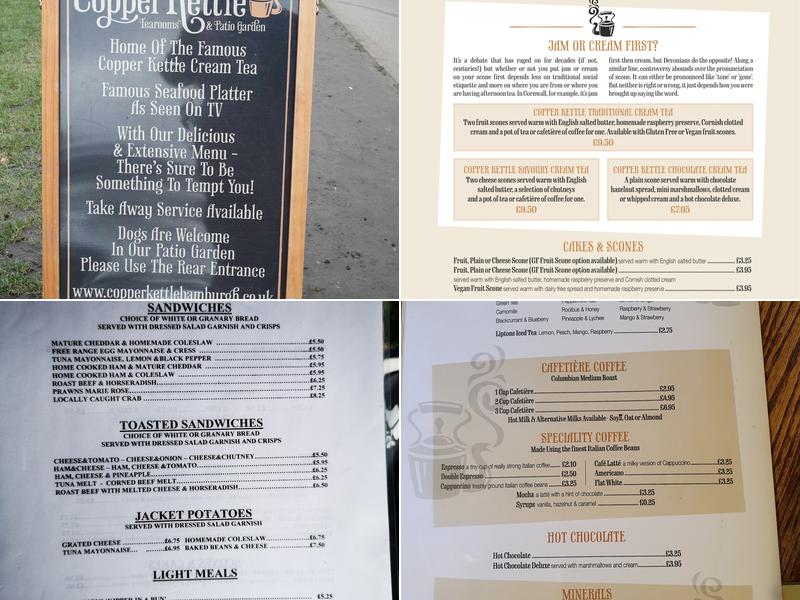 Copper Kettle
Tearooms & Patio Garden
Home Of The Famous
Copper Kettle Cream Tea
Famous Seafood Platter
As Seen On TV
With Our Delicious
& Extensive Menu -
There's Sure To Be
Something To Tempt You!
Take Away Service Available
Dogs Are Welcome
In Our Patio Garden
Please Use The Rear Entrance
www.copperkettlebamburgh.co.uk
JAM OR CREAM FIRST?
It's a debate that has raged on for decades (if not,
centuries!) but whether or not you put jam or cream
on your scone first depends less on traditional social
etiquette and more on where you are from or where you
are having afternoon tea. In Cornwall, for example, it's jam
first then cream, but Devonians do the opposite! Along a
similar line, controversy abounds over the pronunciation
of scone. It can either be pronounced like 'tone' or 'gone'.
But neither is right or wrong, it just depends how you were
brought up saying the word.
COPPER KETTLE TRADITIONAL CREAM TEA
Two fruit scones served warm with English salted butter, homemade raspberry preserve, Cornish clotted
cream and a pot of tea or cafetière of coffee for one. Available with Gluten Free or Vegan fruit scones.
£9.50
COPPER KETTLE SAVOURY CREAM TEA
Two cheese scones served warm with English
salted butter, a selection of chutneys
and a pot of tea or cafetière of coffee for one.
£9.50
COPPER KETTLE CHOCOLATE CREAM TEA
A plain scone served warm with chocolate
hazelnut spread, mini marshmallows, clotted cream
or whipped cream and a hot chocolate deluxe.
£7.95
CAKES & SCONES
Fruit, Plain or Cheese Scone (GF Fruit Scone option available) served warm with English salted butter £3.25
Fruit, Plain or Cheese Scone (GF Fruit Scone option available) £3.95
served warm with English salted butter, homemade raspberry preserve and Cornish clotted cream
Vegan Fruit Scone served warm with dairy free spread and homemade raspberry preserve £3.95
SANDWICHES
CHOICE OF WHITE OR GRANARY BREAD
SERVED WITH DRESSED SALAD GARNISH AND CRISPS
MATURE CHEDDAR & HOMEMADE COLESLAW £5.50
FREE RANGE EGG MAYONNAISE & CRESS £5.50
TUNA MAYONNAISE, LEMON &BLACK PEPPER £5.75
HOME COOKED HAM & MATURE CHEDDAR £5.95
HOME COOKED HAM & COLESLAW £5.95
ROAST BEEF & HORSERADISH £6.25
PRAWNS MARIE ROSE £7.25
LOCALLY CAUGHT CRAB £8.25
TOASTED SANDWICHES
CHOICE OF WHITE OR GRANARY BREAD
SERVED WITH DRESSED SALAD GARNISH AND CRISPS
CHEESE&TOMATO – CHEESE&ONION – CHEESE&CHUTNEY £5.50
HAM&CHEESE – HAM, CHEESE &TOMATO £5.95
HAM, CHEESE & PINEAPPLE £6.25
TUNA MELT - CORNED BEEF MELT £6.25
ROAST BEEF WITH MELTED CHEESE & HORSERADISH £6.50
JACKET POTATOES
SERVED WITH DRESSED SALAD GARNISH
GRATED CHEESE £6.75 HOMEMADE COLESLAW £6.75
TUNA MAYONNAISE £6.95 BAKED BEANS & CHEESE £7.50
LIGHT MEALS
£5.25
Green Tea
Camomile Rooibus & Honey Raspberry & Strawberry
Blackcurrant & Blueberry Pineapple & Lychee Mango & Strawberry
Liptons Iced Tea Lemon, Peach, Mango, Raspberry £2.75
CAFETIÈRE COFFEE
Columbian Medium Roast
1 Cup Cafetière £2.95
2 Cup Cafetière £4.95
3 Cup Cafetière £6.95
Hot Milk & Alternative Milks Available - Soya, Oat or Almond
SPECIALITY COFFEE
Made Using the Finest Italian Coffee Beans
Espresso a tiny cup of really strong Italian coffee £2.10
Double Espresso £2.50
Cappuccino freshly ground Italian coffee beans £3.25
Café Latté a milky version of Cappuccino £3.25
Americano £3.25
Flat White £3.25
Mocha a latté with a hint of chocolate £3.25
Syrups vanilla, hazelnut & caramel £0.25
HOT CHOCOLATE
Hot Chocolate £3.25
Hot Chocolate Deluxe served with marshmallows and cream £3.95
MINERALS